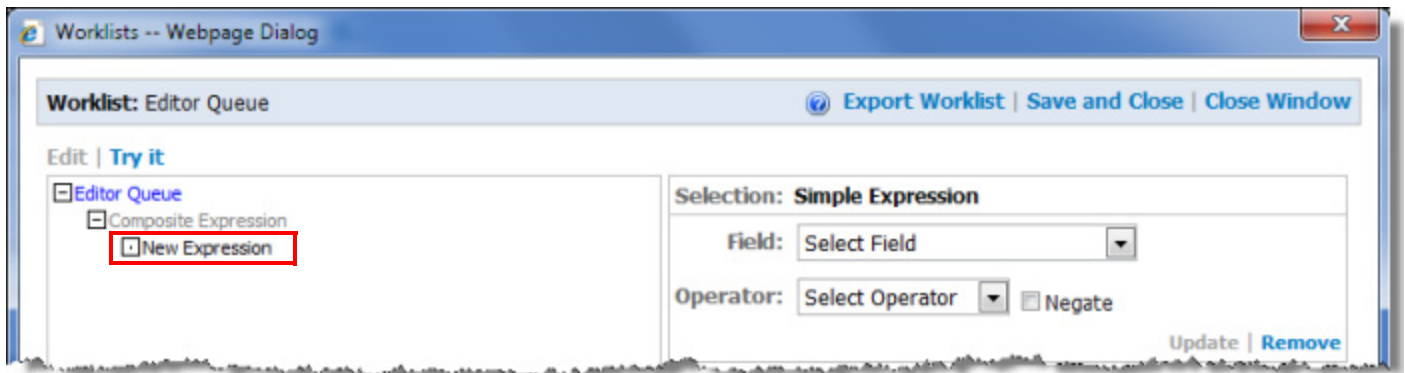 Worklists -- Webpage Dialog
Worklist: Editor Queue
Export Worklist | Save and Close | Close Window
Edit | Try it
Editor Queue
Composite Expression
New Expression
Selection: Simple Expression
Field: Select Field
Operator: Select Operator Negate
Update | Remove